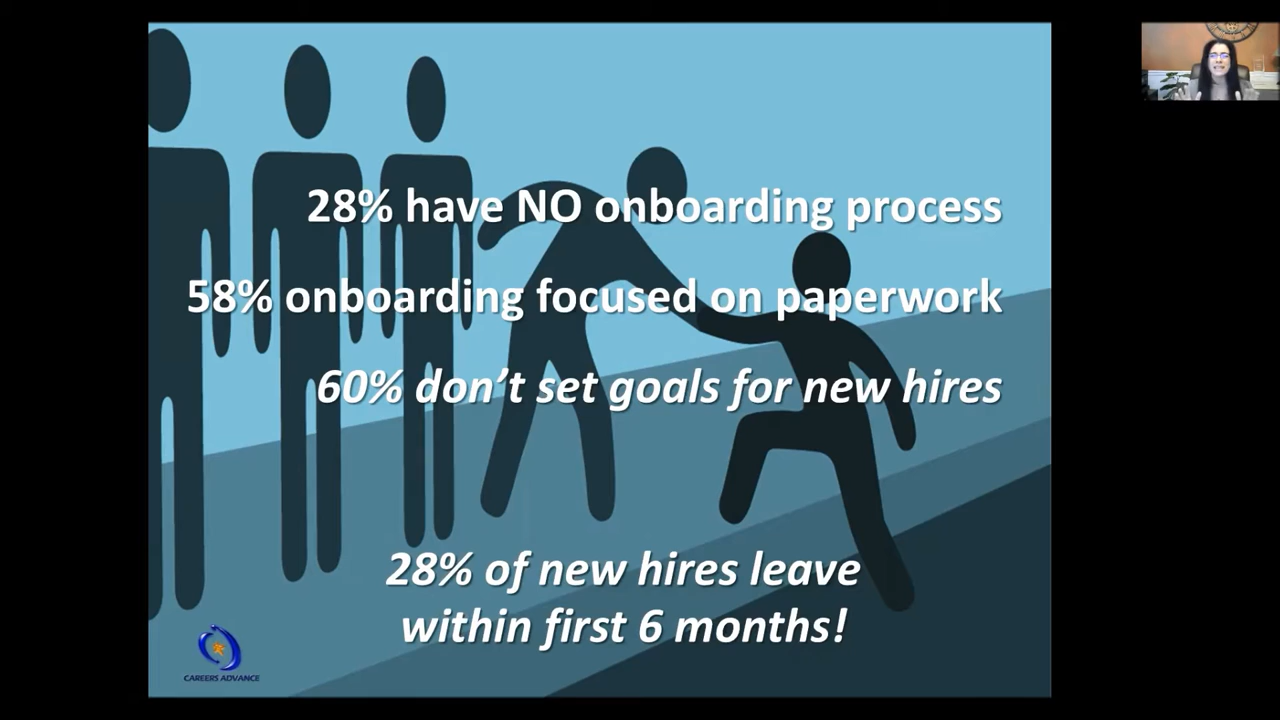 28% have NO onboarding process
58% onboarding focused on paperwork
60% don't set goals for new hires
28% of new hires leave
within first 6 months!
CAREERS ADVANCE